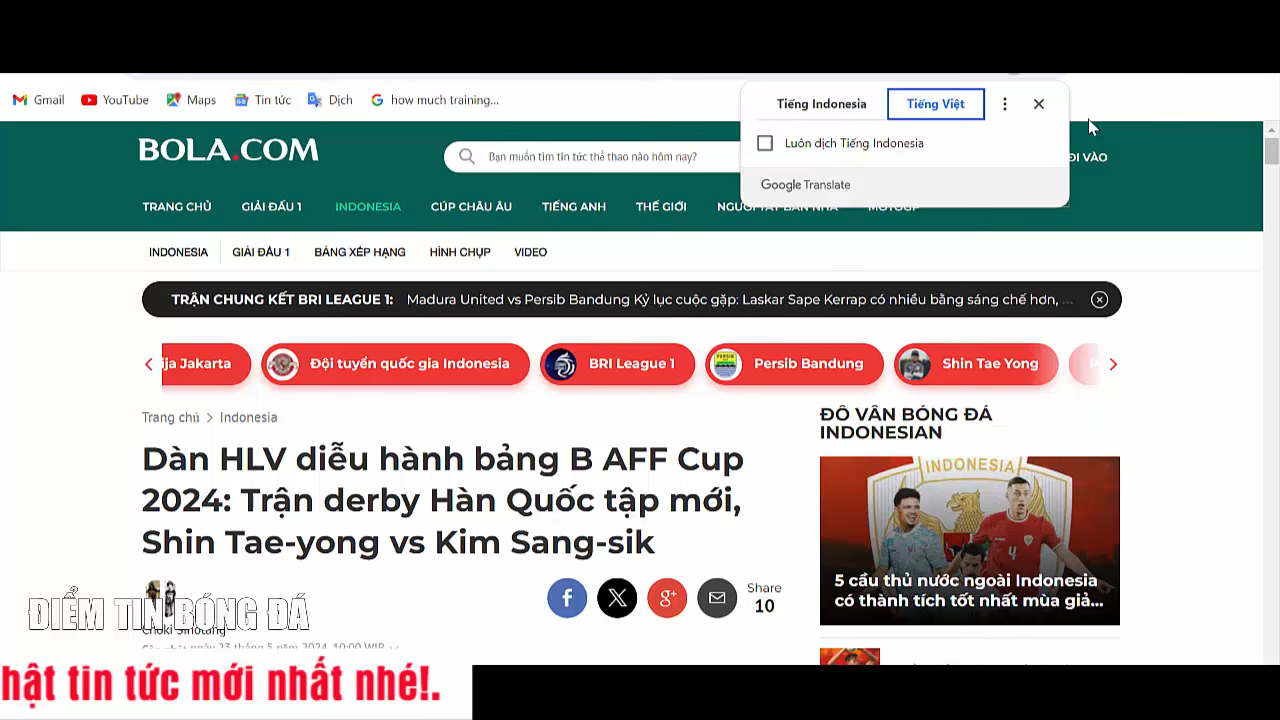 Gmail YouTube Maps Tin tức Dịch how much training...
Tiếng Indonesia Tiếng Việt
Luôn dịch Tiếng Indonesia
Google Translate
BOLA.COM
Bạn muốn tìm tin tức thể thao nào hôm nay?
ĐI VÀO
TRANG CHỦ GIẢI ĐẤU 1 INDONESIA CÚP CHÂU ÂU TIẾNG ANH THẾ GIỚI
INDONESIA GIẢI ĐẤU 1 BẢNG XẾP HẠNG HÌNH CHỤP VIDEO
TRẬN CHUNG KẾT BRI LEAGUE 1: Madura United vs Persib Bandung Kỷ lục cuộc gặp: Laskar Sape Kerrap có nhiều bằng sáng chế hơn, ...
ija Jakarta Đội tuyển quốc gia Indonesia BRI League 1 Persib Bandung Shin Tae Yong
Trang chủ > Indonesia
Dàn HLV diễu hành bảng B AFF Cup
2024: Trận derby Hàn Quốc tập mới,
Shin Tae-yong vs Kim Sang-sik
Share
10
ĐỐ VÂN BÓNG ĐÁ
INDONESIAN
INDONESIA
4
5 cầu thủ nước ngoài Indonesia
có thành tích tốt nhất mùa giả...
ĐIỂM TIN BÓNG ĐÁ
hật tin tức mới nhất nhé!.